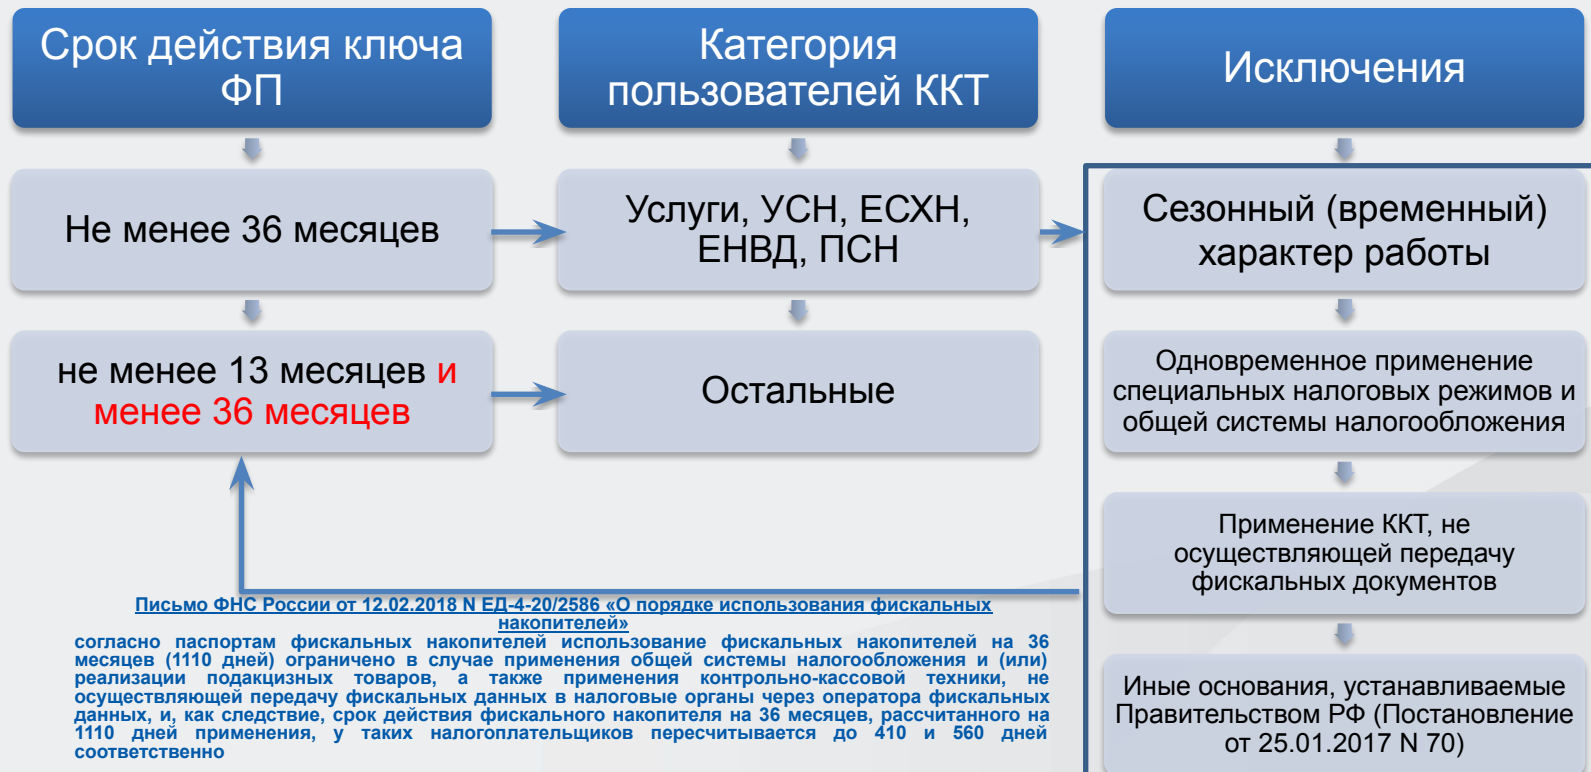 Срок действия ключа
ФП
Категория
пользователей ККТ
Исключения
Не менее 36 месяцев
Услуги, УСН, ЕСХН,
ЕНВД, ПСН
Сезонный (временный)
характер работы
не менее 13 месяцев и
менее 36 месяцев
Остальные
Одновременное применение
специальных налоговых режимов и
общей системы налогообложения
Применение ККТ, не
осуществляющей передачу
фискальных документов
Иные основания, устанавливаемые
Правительством РФ (Постановление
от 25.01.2017 N 70)
Письмо ФНС России от 12.02.2018 N ЕД-4-20/2586 «О порядке использования фискальных
накопителей»
согласно паспортам фискальных накопителей использование фискальных накопителей на 36
месяцев (1110 дней) ограничено в случае применения общей системы налогообложения и (или)
реализации подакцизных товаров, а также применения контрольно-кассовой техники, не
осуществляющей передачу фискальных данных в налоговые органы через оператора фискальных
данных, и, как следствие, срок действия фискального накопителя на 36 месяцев, рассчитанного на
1110 дней применения, у таких налогоплательщиков пересчитывается до 410 и 560 дней
соответственно